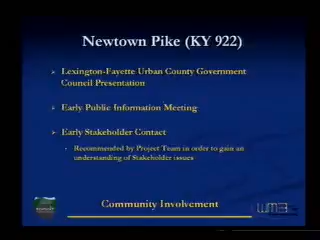 Newtown Pike (KY 922)
Lexington-Fayette Urban County Government
Council Presentation
Early Public Information Meeting
Early Stakeholder Contact
Recommended by Project Team in order to gain an
understanding of Stakeholder issues
Community Involvement